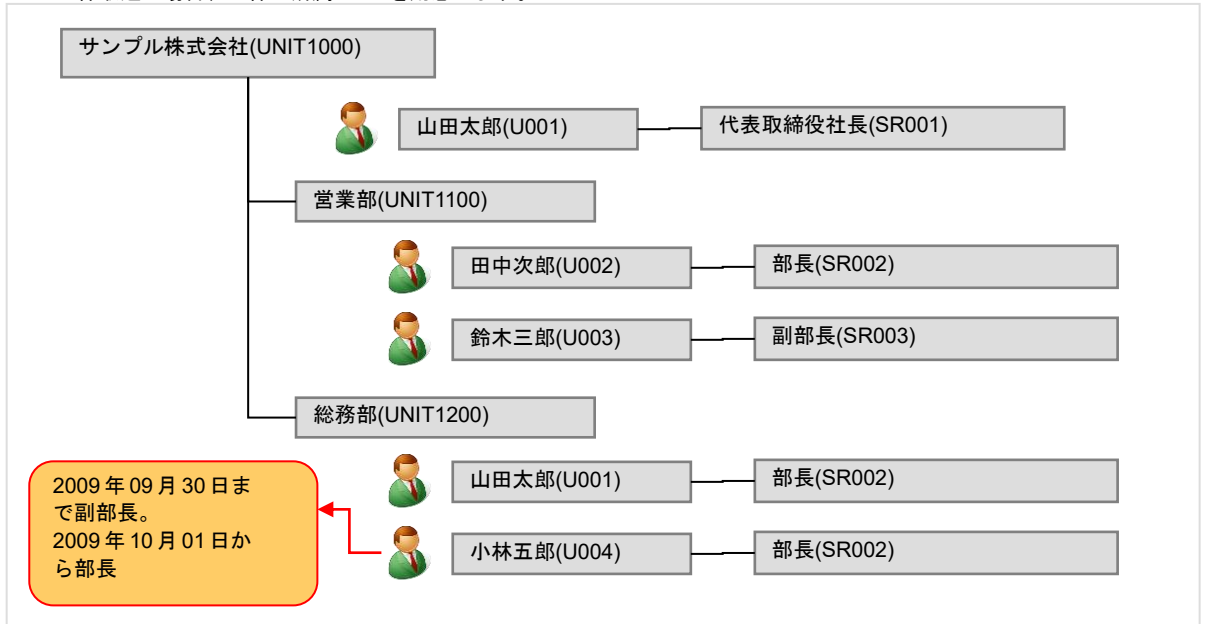 サンプル株式会社(UNIT1000)
山田太郎(U001)
代表取締役社長(SR001)
営業部(UNIT1100)
田中次郎(U002)
部長(SR002)
鈴木三郎(U003)
副部長(SR003)
総務部(UNIT1200)
山田太郎(U001)
部長(SR002)
2009年09月30日ま
で副部長。
2009年10月01日か
ら部長
小林五郎(U004)
部長(SR002)